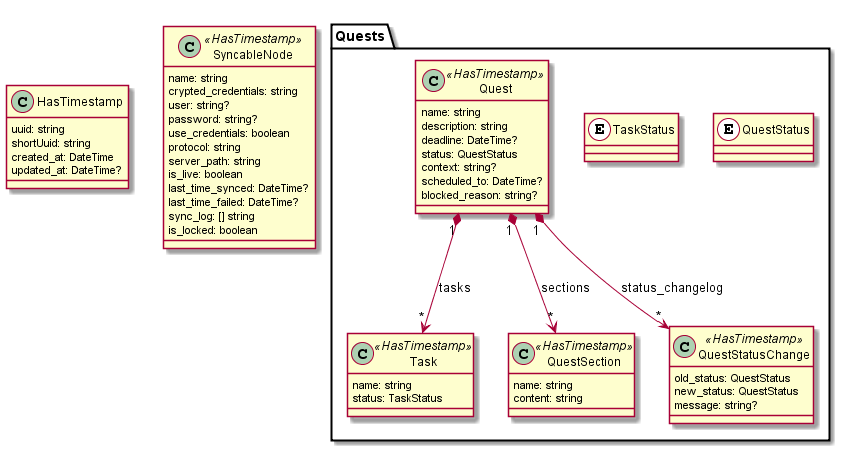 C HasTimestamp
uuid: string
shortUuid: string
created_at: DateTime
updated_at: DateTime?
C «HasTimestamp»
SyncableNode
name: string
crypted_credentials: string
user: string?
password: string?
use_credentials: boolean
protocol: string
server_path: string
is_live: boolean
last_time_synced: DateTime?
last_time_failed: DateTime?
sync_log: [] string
is_locked: boolean
Quests
C «HasTimestamp»
Quest
name: string
description: string
deadline: DateTime?
status: QuestStatus
context: string?
scheduled_to: DateTime?
blocked_reason: string?
E TaskStatus
E QuestStatus
1
1
1
tasks
sections
status_changelog
*
*
*
C «HasTimestamp»
Task
name: string
status: TaskStatus
C «HasTimestamp»
QuestSection
name: string
content: string
C «HasTimestamp»
QuestStatusChange
old_status: QuestStatus
new_status: QuestStatus
message: string?